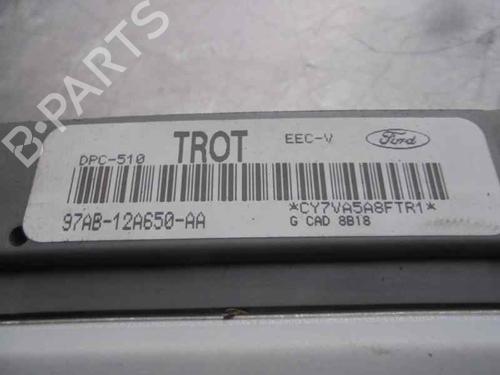 B-PARTS
DPC-510 TROT EEC-V Ford
97AB-12A650-AA *CY7VA5A8FTR1*
G CAD 8B18